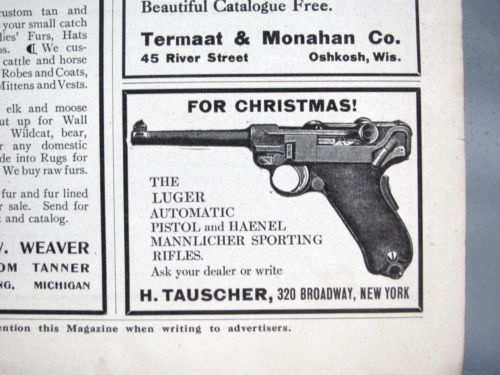 custom tan and
your small catch
dies' Furs, Hats
ps. ¶ We cus-
cattle and horse
Robes and Coats,
Mittens and Vests.
elk and moose
ut up for Wall
Wildcat, bear,
r any domestic
de into Rugs for
We buy raw furs.
fur and fur lined
sale. Send for
t and catalog.
W. WEAVER
OM TANNER
NG, MICHIGAN
Beautiful Catalogue Free.
Termaat & Monahan Co.
45 River Street Oshkosh, Wis.
FOR CHRISTMAS!
THE
LUGER
AUTOMATIC
PISTOL and HAENEL
MANNLICHER SPORTING
RIFLES.
Ask your dealer or write
H. TAUSCHER, 320 BROADWAY, NEW YORK
ention this Magazine when writing to advertisers.